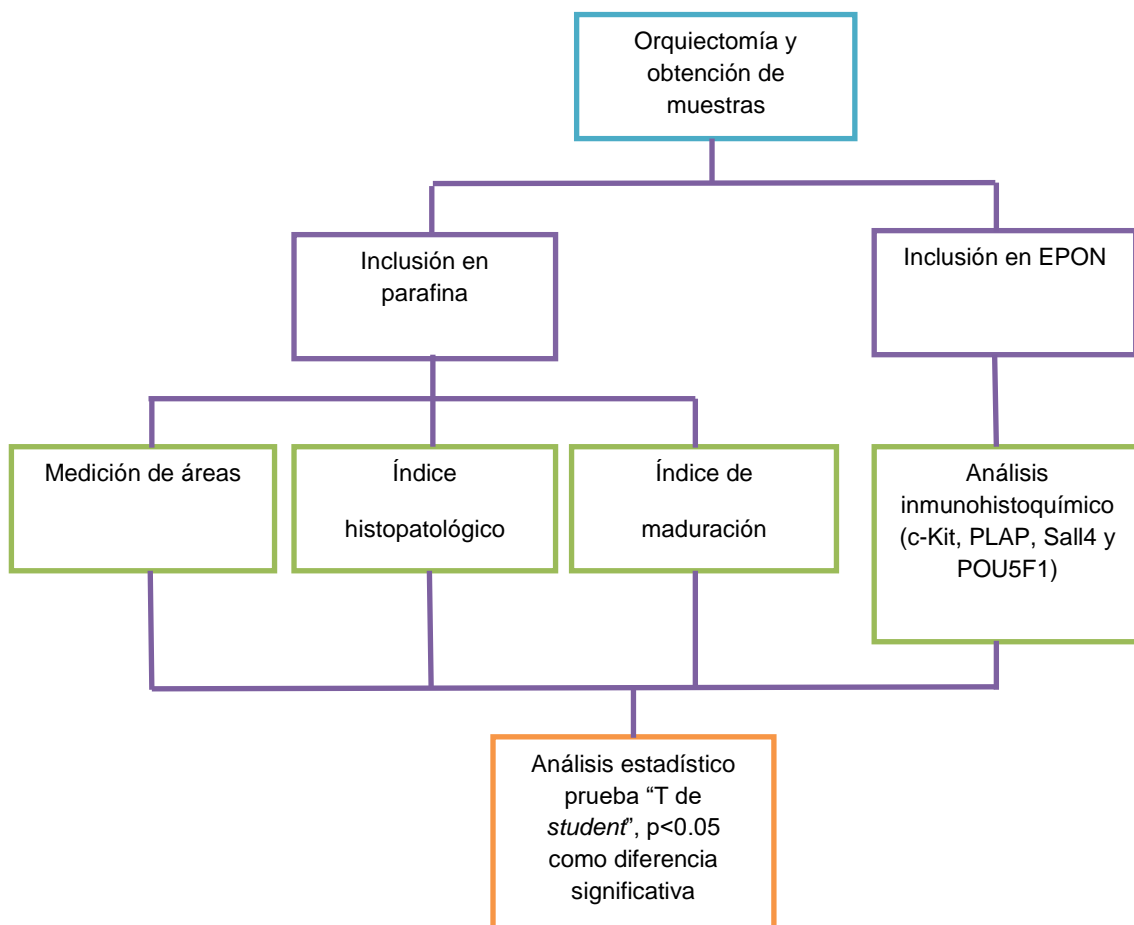 Orquiectomía y
obtención de
muestras
Inclusión en
parafina
Inclusión en EPON
Medición de áreas
Índice
histopatológico
Índice de
maduración
Análisis
inmunohistoquímico
(c-Kit, PLAP, Sall4 y
POU5F1)
Análisis estadístico
prueba “T de
student”, p<0.05
como diferencia
significativa